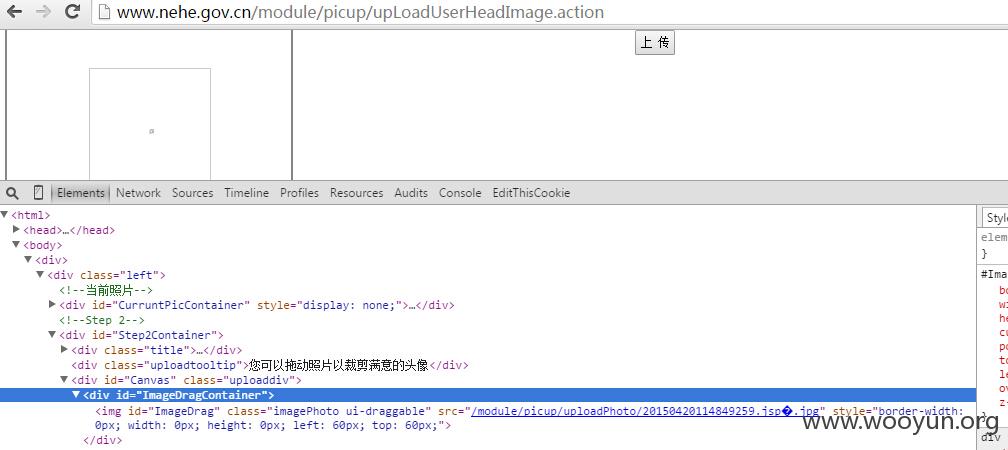 www.nehe.gov.cn/module/picup/upLoadUserHeadImage.action
上 传
Elements Network Sources Timeline Profiles Resources Audits Console EditThisCookie
<html>
<head>…</head>
<body>
<div>
<div class="left">
<!--当前照片-->
<div id="CurruntPicContainer" style="display: none;">…</div>
<!--Step 2-->
<div id="Step2Container">
<div class="title">…</div>
<div class="uploadtooltip">您可以拖动照片以裁剪满意的头像</div>
<div id="Canvas" class="uploaddiv">
<div id="ImageDragContainer">
<img id="ImageDrag" class="imagePhoto ui-draggable" src="/module/picup/uploadPhoto/20150420114849259.jsp�.jpg" style="border-width:
0px; width: 0px; height: 0px; left: 60px; top: 60px;">
</div>
Style
elem
}
#Ima
bo
wi
he
cu
po
to
le
ov
z-
}
div
www.wooyun.org